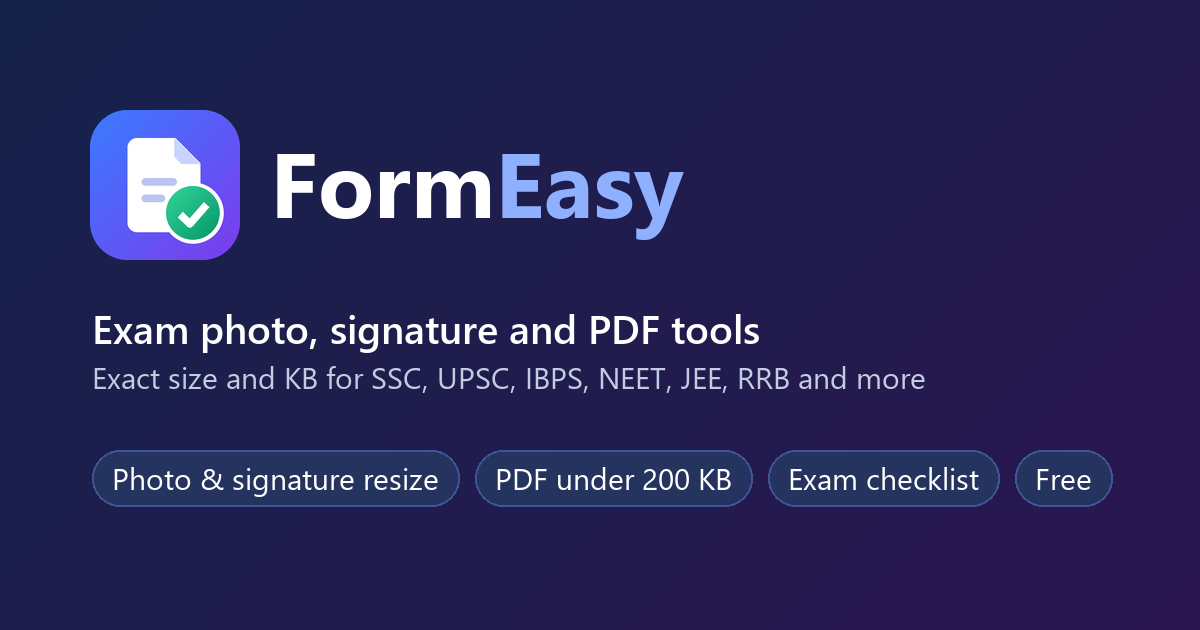 FormEasy
Exam photo, signature and PDF tools
Exact size and KB for SSC, UPSC, IBPS, NEET, JEE, RRB and more
Photo & signature resize
PDF under 200 KB
Exam checklist
Free